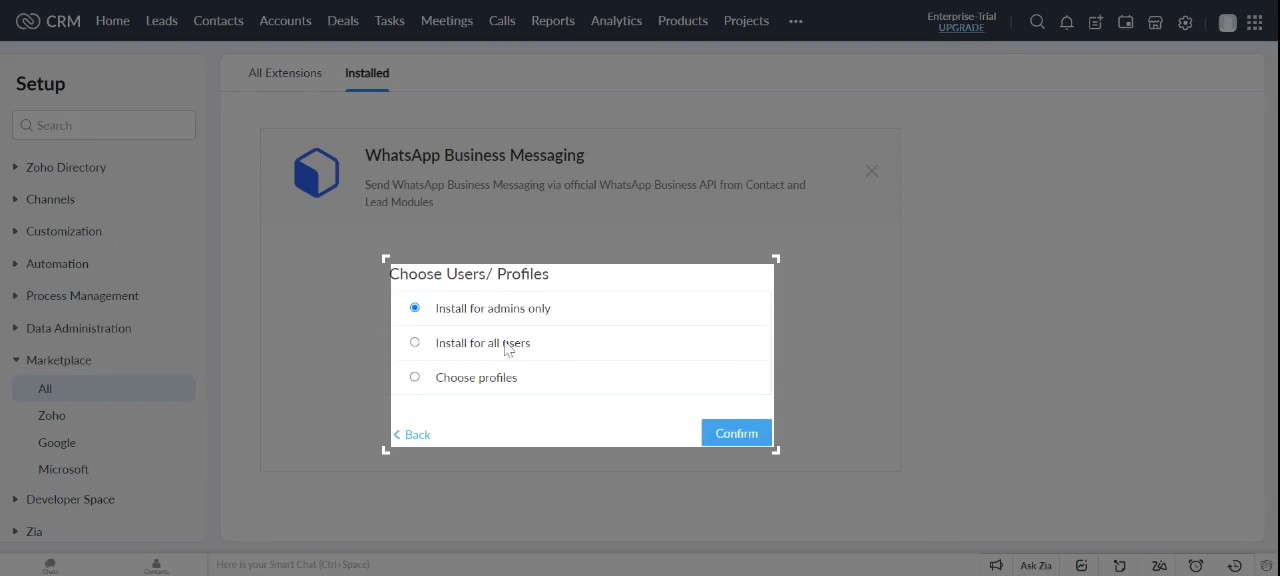 CRM Home Leads Contacts Accounts Deals Tasks Meetings Calls Reports Analytics Products Projects ••• Enterprise-Trial
UPGRADE
Setup
Search
Zoho Directory
Channels
Customization
Automation
Process Management
Data Administration
Marketplace
All
Zoho
Google
Microsoft
Developer Space
Zia
All Extensions Installed
WhatsApp Business Messaging
Send WhatsApp Business Messaging via official WhatsApp Business API from Contact and
Lead Modules
Choose Users/ Profiles
Install for admins only
Install for all users
Choose profiles
Back Confirm
Chats Contacts Here is your Smart Chat (Ctrl+Space) Ask Zia